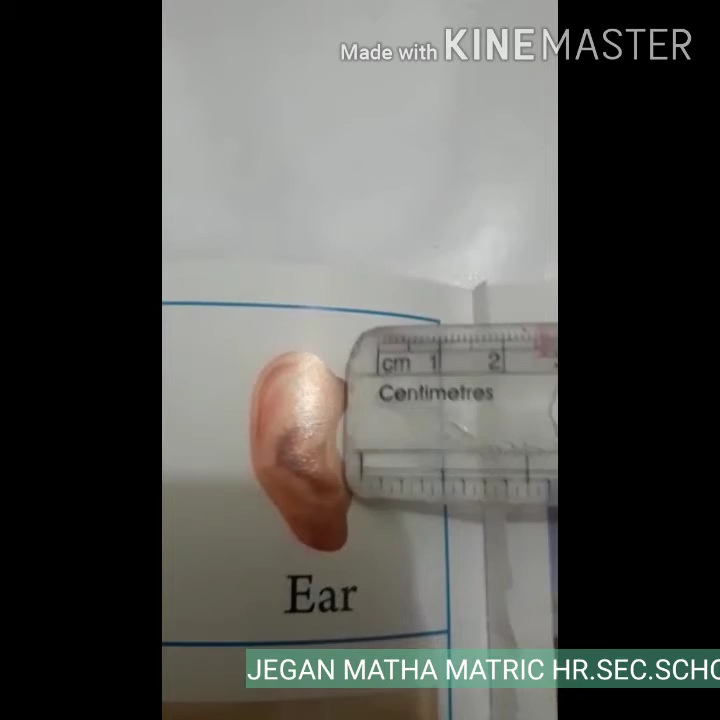 Made with KINEMASTER
cm 1 2
Centimetres
Ear
JEGAN MATHA MATRIC HR.SEC.SCHO